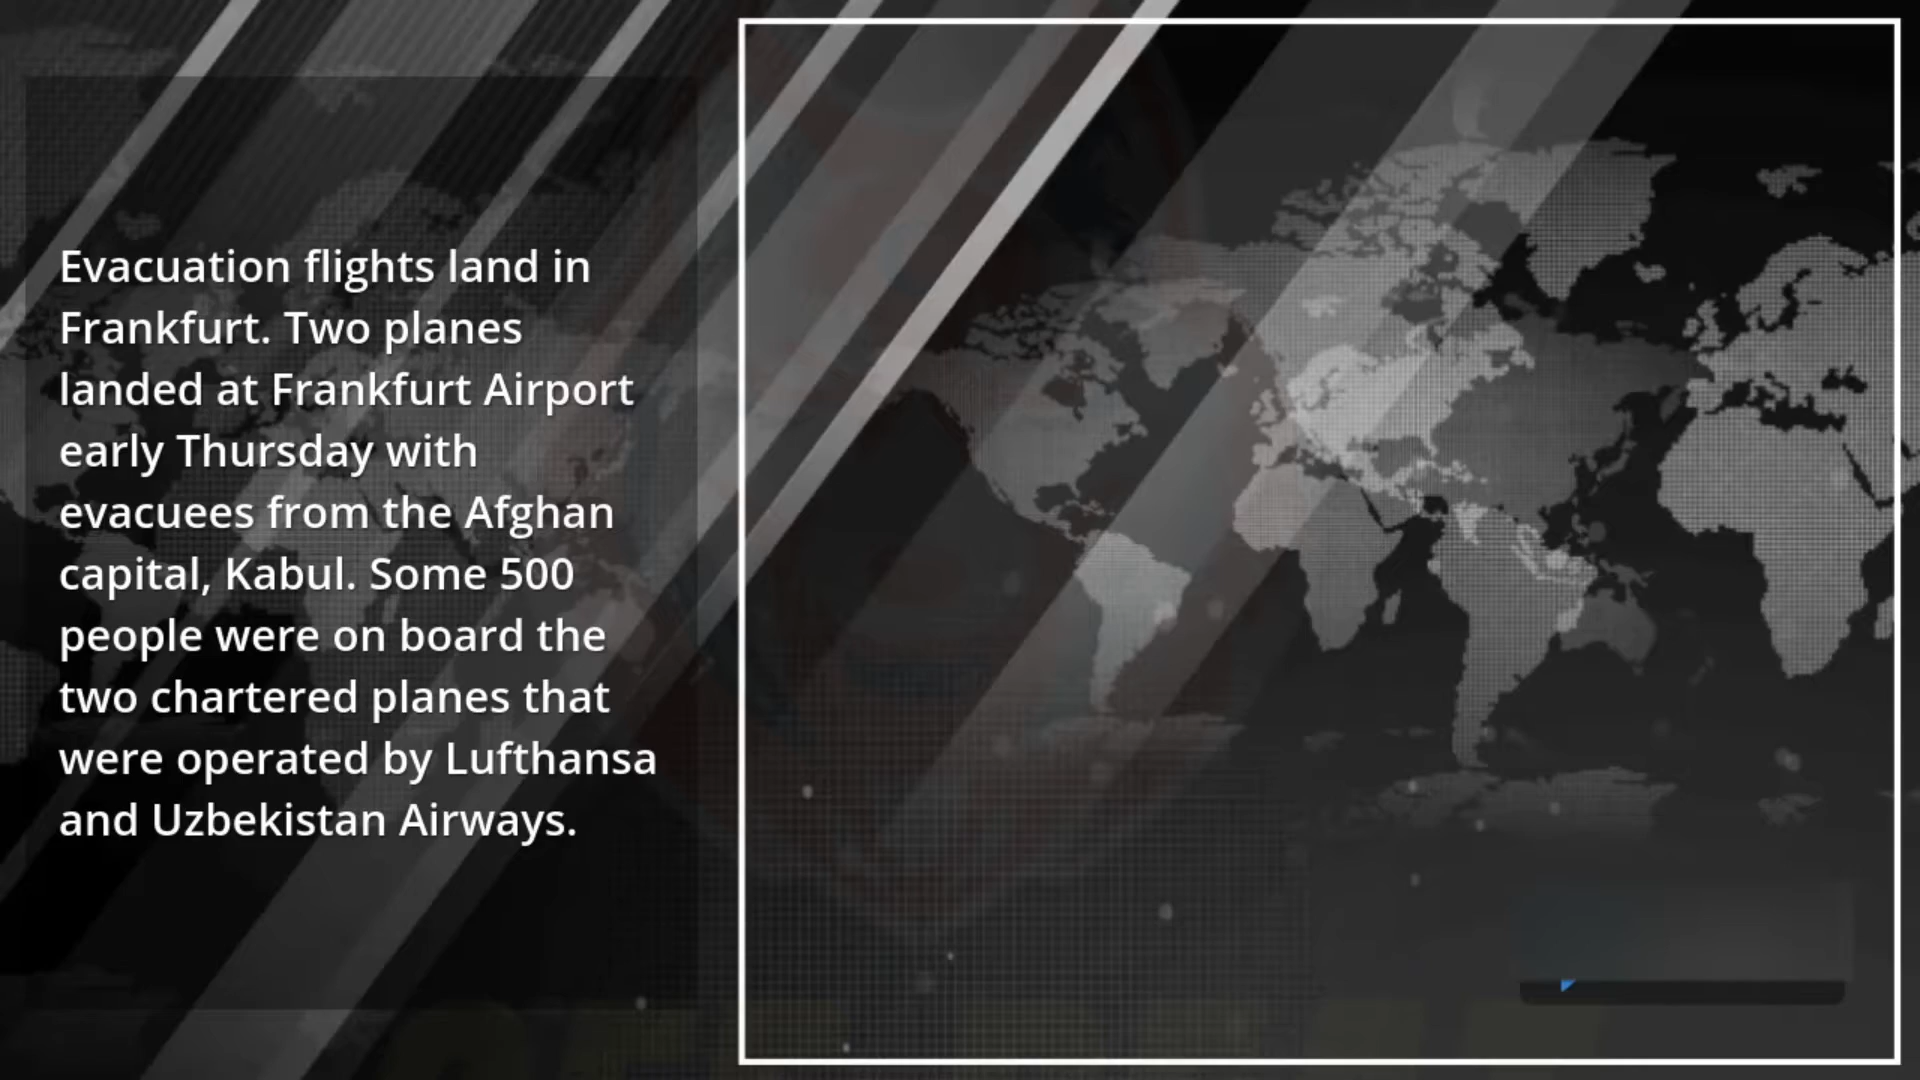 Evacuation flights land in
Frankfurt. Two planes
landed at Frankfurt Airport
early Thursday with
evacuees from the Afghan
capital, Kabul. Some 500
people were on board the
two chartered planes that
were operated by Lufthansa
and Uzbekistan Airways.